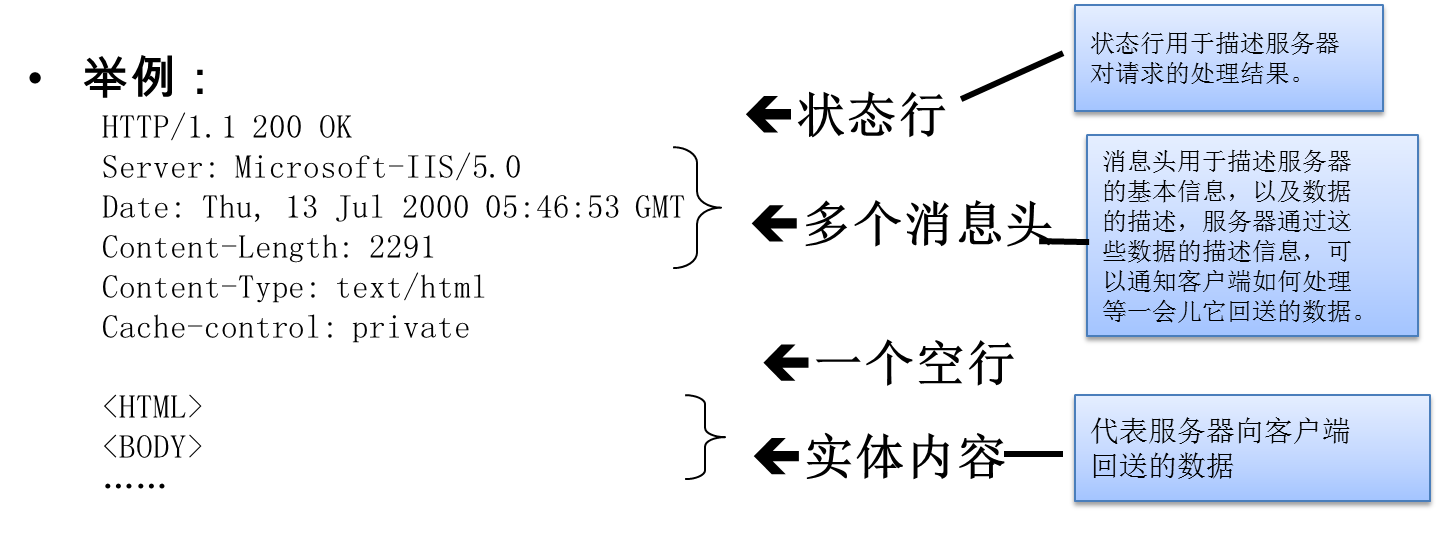 • 举例：
HTTP/1.1 200 OK
Server: Microsoft-IIS/5.0
Date: Thu, 13 Jul 2000 05:46:53 GMT
Content-Length: 2291
Content-Type: text/html
Cache-control: private
<HTML>
<BODY>
……
←状态行
←多个消息头
←一个空行
←实体内容
状态行用于描述服务器
对请求的处理结果。
消息头用于描述服务器
的基本信息，以及数据
的描述，服务器通过这
些数据的描述信息，可
以通知客户端如何处理
等一会儿它回送的数据。
代表服务器向客户端
回送的数据